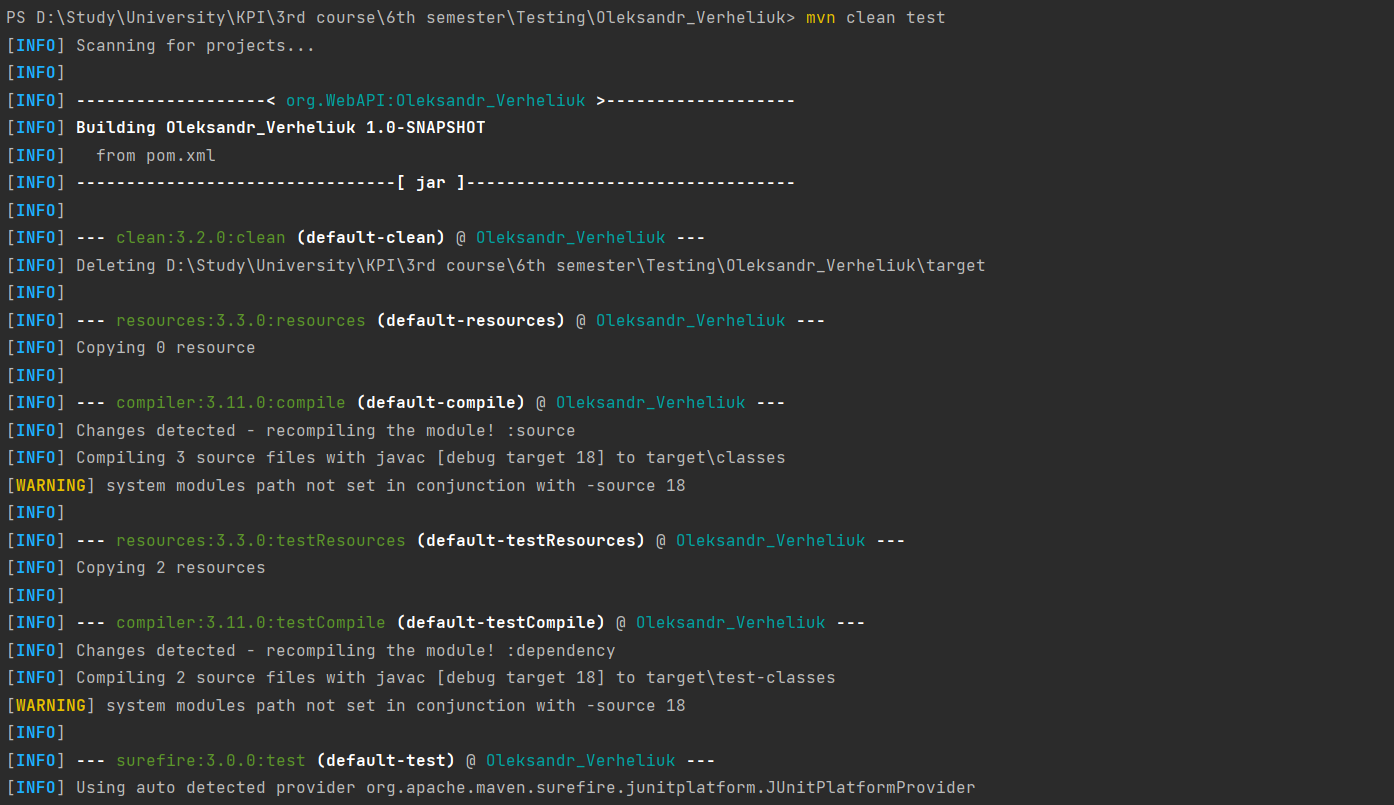 PS D:\Study\University\KPI\3rd course\6th semester\Testing\Oleksandr_Verheliuk> mvn clean test
[INFO] Scanning for projects...
[INFO]
[INFO] -------------------< org.WebAPI:Oleksandr_Verheliuk >-------------------
[INFO] Building Oleksandr_Verheliuk 1.0-SNAPSHOT
[INFO]   from pom.xml
[INFO] --------------------------------[ jar ]---------------------------------
[INFO]
[INFO] --- clean:3.2.0:clean (default-clean) @ Oleksandr_Verheliuk ---
[INFO] Deleting D:\Study\University\KPI\3rd course\6th semester\Testing\Oleksandr_Verheliuk\target
[INFO]
[INFO] --- resources:3.3.0:resources (default-resources) @ Oleksandr_Verheliuk ---
[INFO] Copying 0 resource
[INFO]
[INFO] --- compiler:3.11.0:compile (default-compile) @ Oleksandr_Verheliuk ---
[INFO] Changes detected - recompiling the module! :source
[INFO] Compiling 3 source files with javac [debug target 18] to target\classes
[WARNING] system modules path not set in conjunction with -source 18
[INFO]
[INFO] --- resources:3.3.0:testResources (default-testResources) @ Oleksandr_Verheliuk ---
[INFO] Copying 2 resources
[INFO]
[INFO] --- compiler:3.11.0:testCompile (default-testCompile) @ Oleksandr_Verheliuk ---
[INFO] Changes detected - recompiling the module! :dependency
[INFO] Compiling 2 source files with javac [debug target 18] to target\test-classes
[WARNING] system modules path not set in conjunction with -source 18
[INFO]
[INFO] --- surefire:3.0.0:test (default-test) @ Oleksandr_Verheliuk ---
[INFO] Using auto detected provider org.apache.maven.surefire.junitplatform.JUnitPlatformProvider